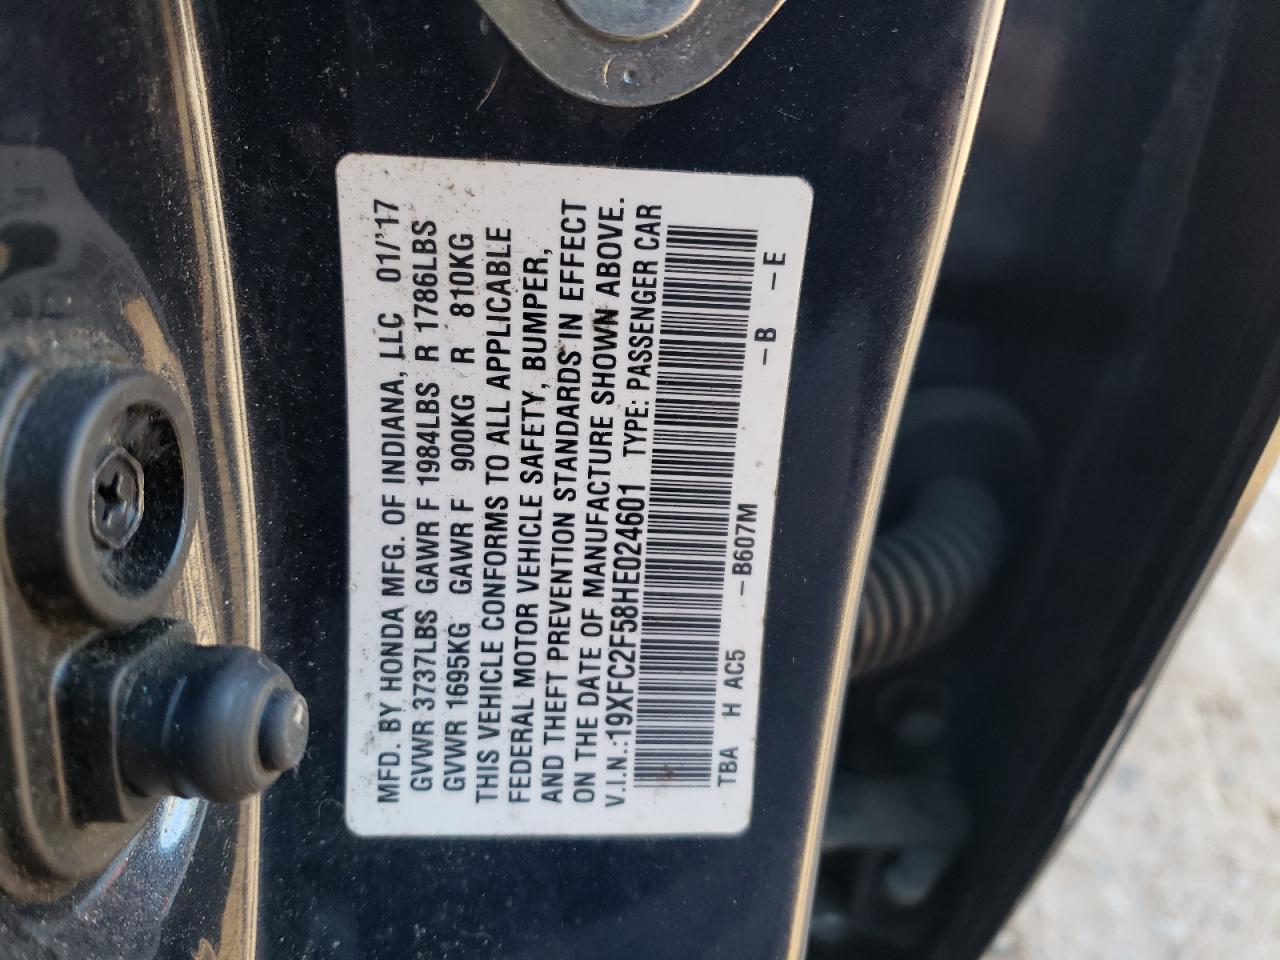 MFD. BY HONDA MFG. OF INDIANA, LLC 01/'17
GVWR 3737LBS GAWR F 1984LBS R 1786LBS
GVWR 1695KG GAWR F 900KG R 810KG
THIS VEHICLE CONFORMS TO ALL APPLICABLE
FEDERAL MOTOR VEHICLE SAFETY, BUMPER,
AND THEFT PREVENTION STANDARDS IN EFFECT
ON THE DATE OF MANUFACTURE SHOWN ABOVE.
V.I.N.:19XFC2F58HE024601 TYPE: PASSENGER CAR
TBA H AC5 –B607M –B –E